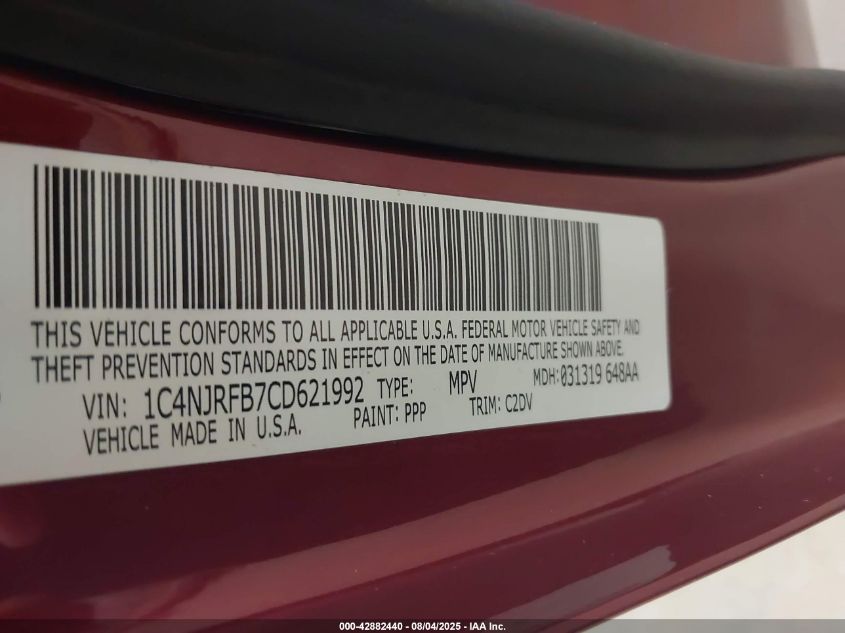 THIS VEHICLE CONFORMS TO ALL APPLICABLE U.S.A. FEDERAL MOTOR VEHICLE SAFETY AND
THEFT PREVENTION STANDARDS IN EFFECT ON THE DATE OF MANUFACTURE SHOWN ABOVE.
VIN: 1C4NJRFB7CD621992 TYPE: MPV MDH:031319 648AA
VEHICLE MADE IN U.S.A. PAINT: PPP TRIM: C2DV
000-42882440 - 08/04/2025 - IAA Inc.